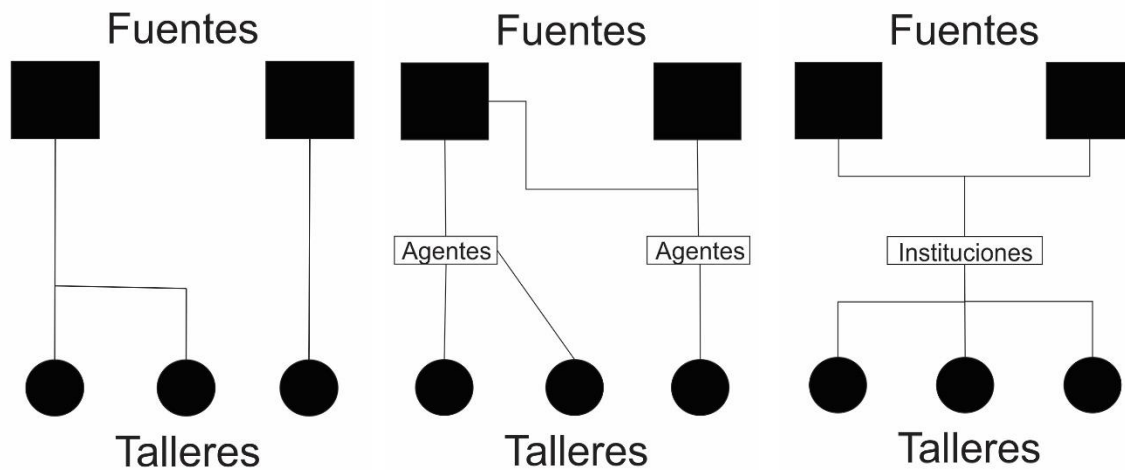 Fuentes
Talleres
Fuentes
Agentes
Agentes
Talleres
Fuentes
Instituciones
Talleres